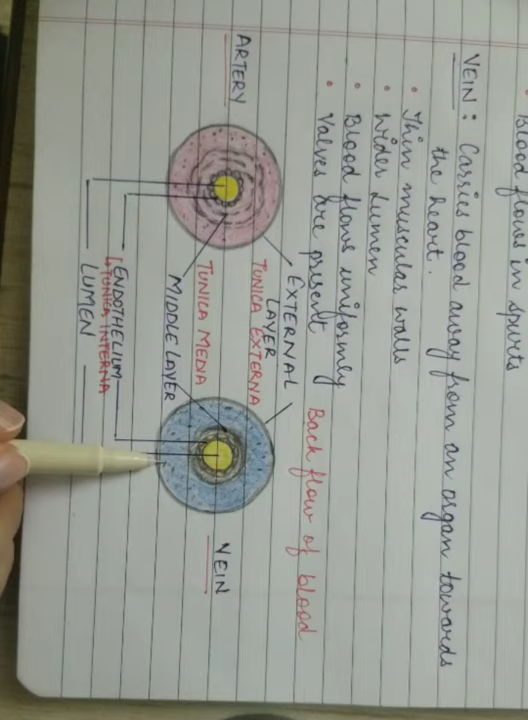 Blood flows in spurts
VEIN : Carries blood away from an organ towards
the heart.
• Thin muscular walls
• Wider lumen
• Blood flows uniformly
• Valves are present Back flow of blood
EXTERNAL
LAYER
TUNICA EXTERNA
ARTERY
VEIN
TUNICA MEDIA
MIDDLE LAYER
ENDOTHELIUM
TUNICA INTERNA
LUMEN